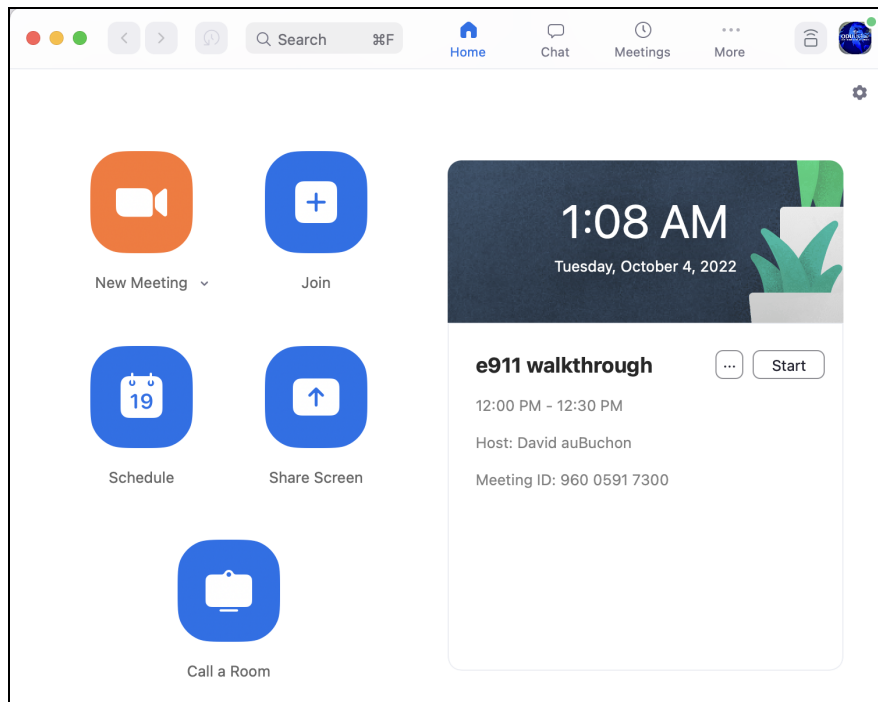 Search ⌘F
Home
Chat
Meetings
More
New Meeting
Join
19
Schedule
Share Screen
Call a Room
1:08 AM
Tuesday, October 4, 2022
e911 walkthrough
... Start
12:00 PM - 12:30 PM
Host: David auBuchon
Meeting ID: 960 0591 7300